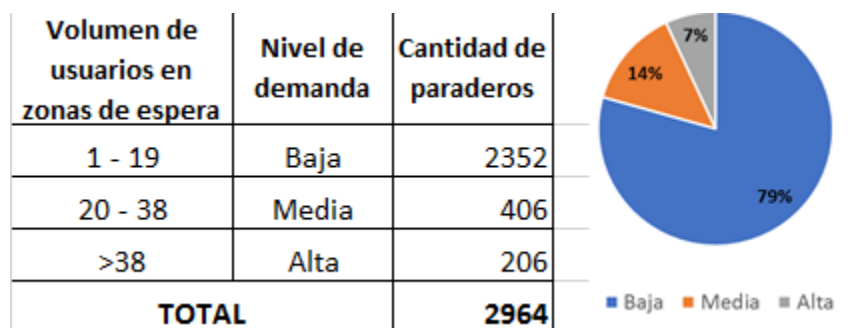 Volumen de
usuarios en
zonas de espera
Nivel de
demanda
Cantidad de
paraderos
1 - 19 Baja 2352
20 - 38 Media 406
>38 Alta 206
TOTAL 2964
7%
14%
79%
Baja Media Alta